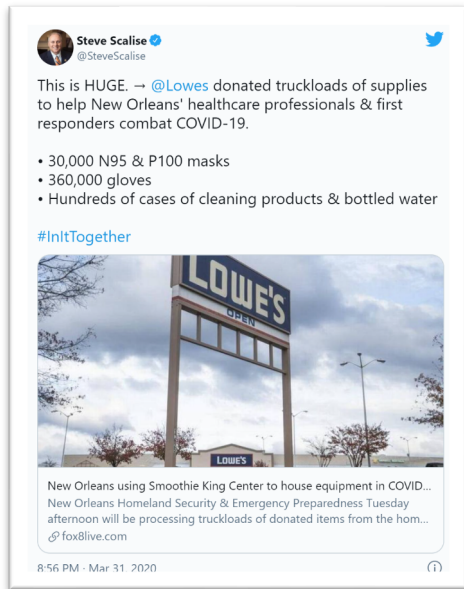 Steve Scalise
@SteveScalise
This is HUGE. → @Lowes donated truckloads of supplies
to help New Orleans' healthcare professionals & first
responders combat COVID-19.
• 30,000 N95 & P100 masks
• 360,000 gloves
• Hundreds of cases of cleaning products & bottled water
#InItTogether
LOWE'S
OPEN
LOWE'S
New Orleans using Smoothie King Center to house equipment in COVID...
New Orleans Homeland Security & Emergency Preparedness Tuesday
afternoon will be processing truckloads of donated items from the hom...
fox8live.com
8:56 PM · Mar 31, 2020